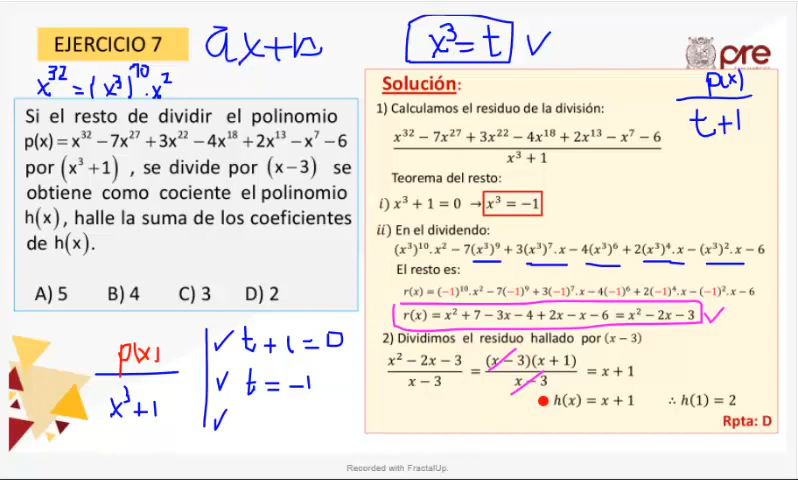 EJERCICIO 7
ax+b
x³ = t ✓
pre
x³² = (x³)¹⁰ · x²
Si el resto de dividir el polinomio
p(x) = x³² − 7x²⁷ + 3x²² − 4x¹⁸ + 2x¹³ − x⁷ − 6
por (x³ + 1) , se divide por (x − 3) se
obtiene como cociente el polinomio
h(x), halle la suma de los coeficientes
de h(x).
A) 5 B) 4 C) 3 D) 2
p(x)
x³ + 1
✓ t + 1 = 0
✓ t = −1
✓
Solución:
p(x)
t + 1
1) Calculamos el residuo de la división:
x³² − 7x²⁷ + 3x²² − 4x¹⁸ + 2x¹³ − x⁷ − 6
x³ + 1
Teorema del resto:
i) x³ + 1 = 0 → x³ = −1
ii) En el dividendo:
(x³)¹⁰. x² − 7(x³)⁹ + 3(x³)⁷. x − 4(x³)⁶ + 2(x³)⁴. x − (x³)². x − 6
El resto es:
r(x) = (−1)¹⁰. x² − 7(−1)⁹ + 3(−1)⁷. x − 4(−1)⁶ + 2(−1)⁴. x − (−1)². x − 6
r(x) = x² + 7 − 3x − 4 + 2x − x − 6 = x² − 2x − 3 ✓
2) Dividimos el residuo hallado por (x − 3)
x² − 2x − 3 (x − 3)(x + 1)
= = x + 1
x − 3 x − 3
h(x) = x + 1 ∴ h(1) = 2
Rpta: D
Recorded with FractalUp.